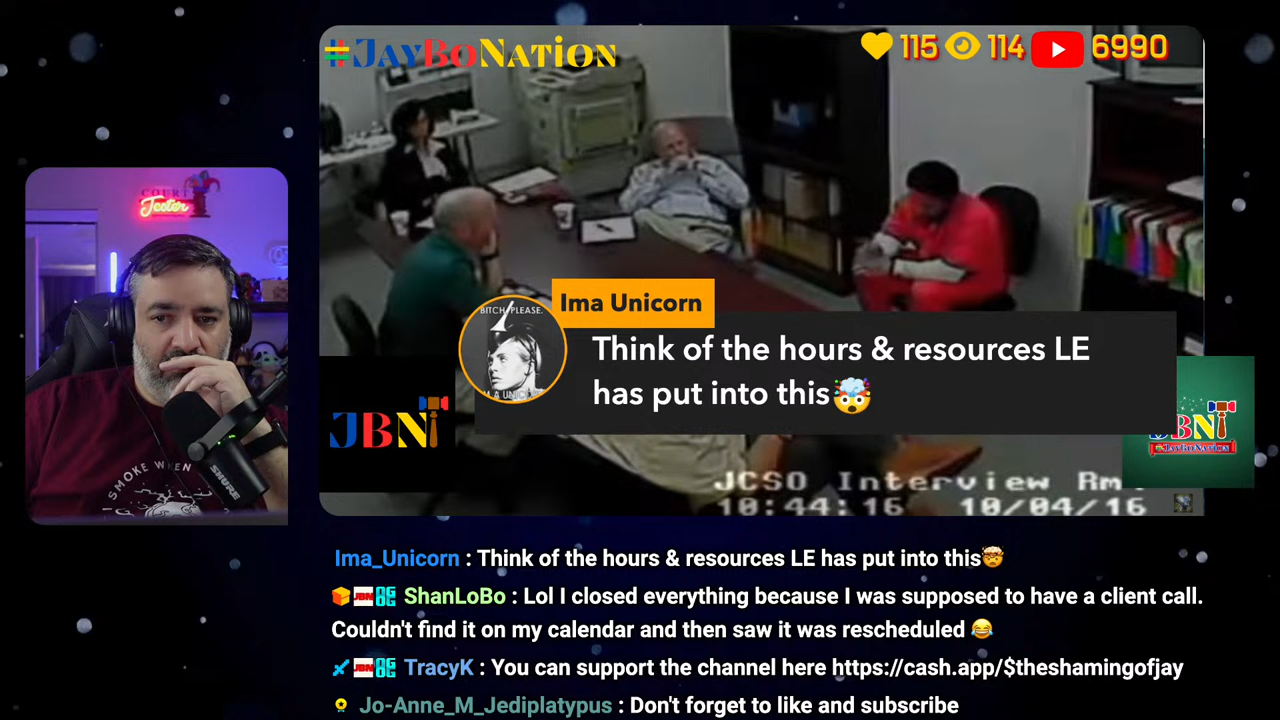 #JAYBONATION
115 114 6990
COURT
Jester
BITCH PLEASE.
Ima Unicorn
Think of the hours & resources LE
has put into this🤯
JBN
JBN
#JAYBONATION
SMOKE WHEN
SHURE
JCSO Interview Rm
10:44:16 10/04/16
Ima_Unicorn : Think of the hours & resources LE has put into this🤯
ShanLoBo : Lol I closed everything because I was supposed to have a client call.
Couldn't find it on my calendar and then saw it was rescheduled 😂
TracyK : You can support the channel here https://cash.app/$theshamingofjay
Jo-Anne_M_Jediplatypus : Don't forget to like and subscribe